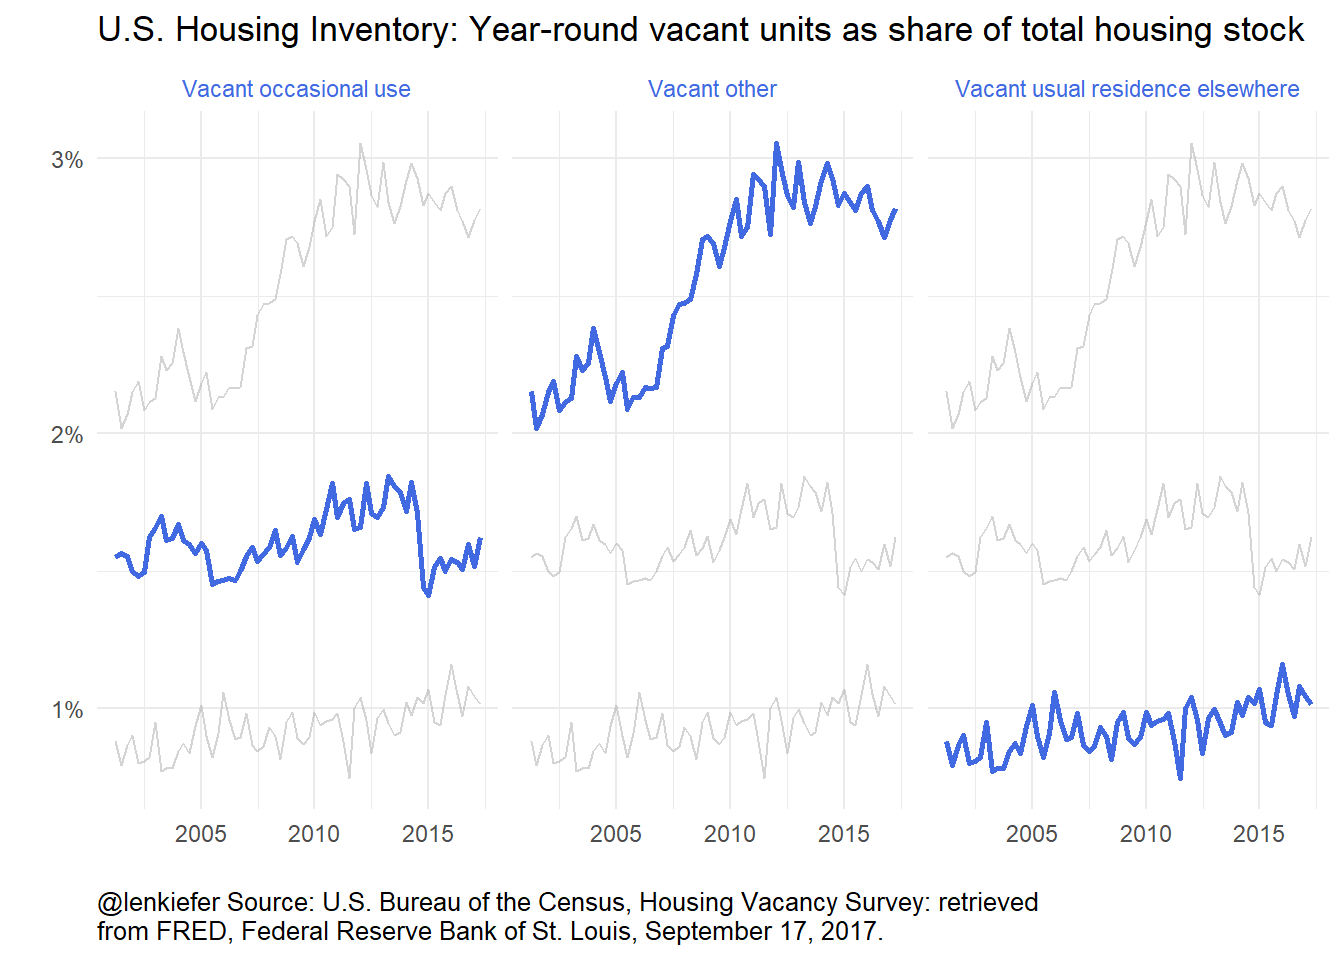 U.S. Housing Inventory: Year-round vacant units as share of total housing stock
Vacant occasional use
Vacant other
Vacant usual residence elsewhere
3%
2%
1%
2005 2010 2015
2005 2010 2015
2005 2010 2015
@lenkiefer Source: U.S. Bureau of the Census, Housing Vacancy Survey: retrieved
from FRED, Federal Reserve Bank of St. Louis, September 17, 2017.